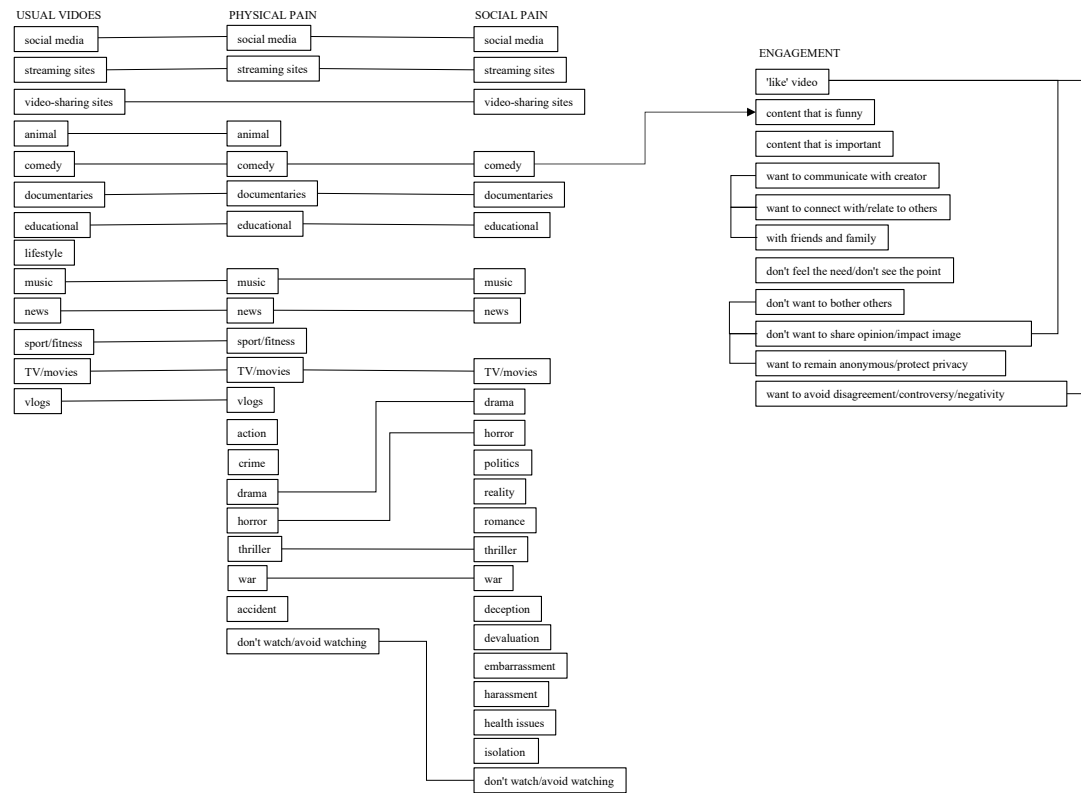 USUAL VIDOES
social media
streaming sites
video-sharing sites
animal
comedy
documentaries
educational
lifestyle
music
news
sport/fitness
TV/movies
vlogs
PHYSICAL PAIN
social media
streaming sites
animal
comedy
documentaries
educational
music
news
sport/fitness
TV/movies
vlogs
action
crime
drama
horror
thriller
war
accident
don't watch/avoid watching
SOCIAL PAIN
social media
streaming sites
video-sharing sites
comedy
documentaries
educational
music
news
TV/movies
drama
horror
politics
reality
romance
thriller
war
deception
devaluation
embarrassment
harassment
health issues
isolation
don't watch/avoid watching
ENGAGEMENT
'like' video
content that is funny
content that is important
want to communicate with creator
want to connect with/relate to others
with friends and family
don't feel the need/don't see the point
don't want to bother others
don't want to share opinion/impact image
want to remain anonymous/protect privacy
want to avoid disagreement/controversy/negativity